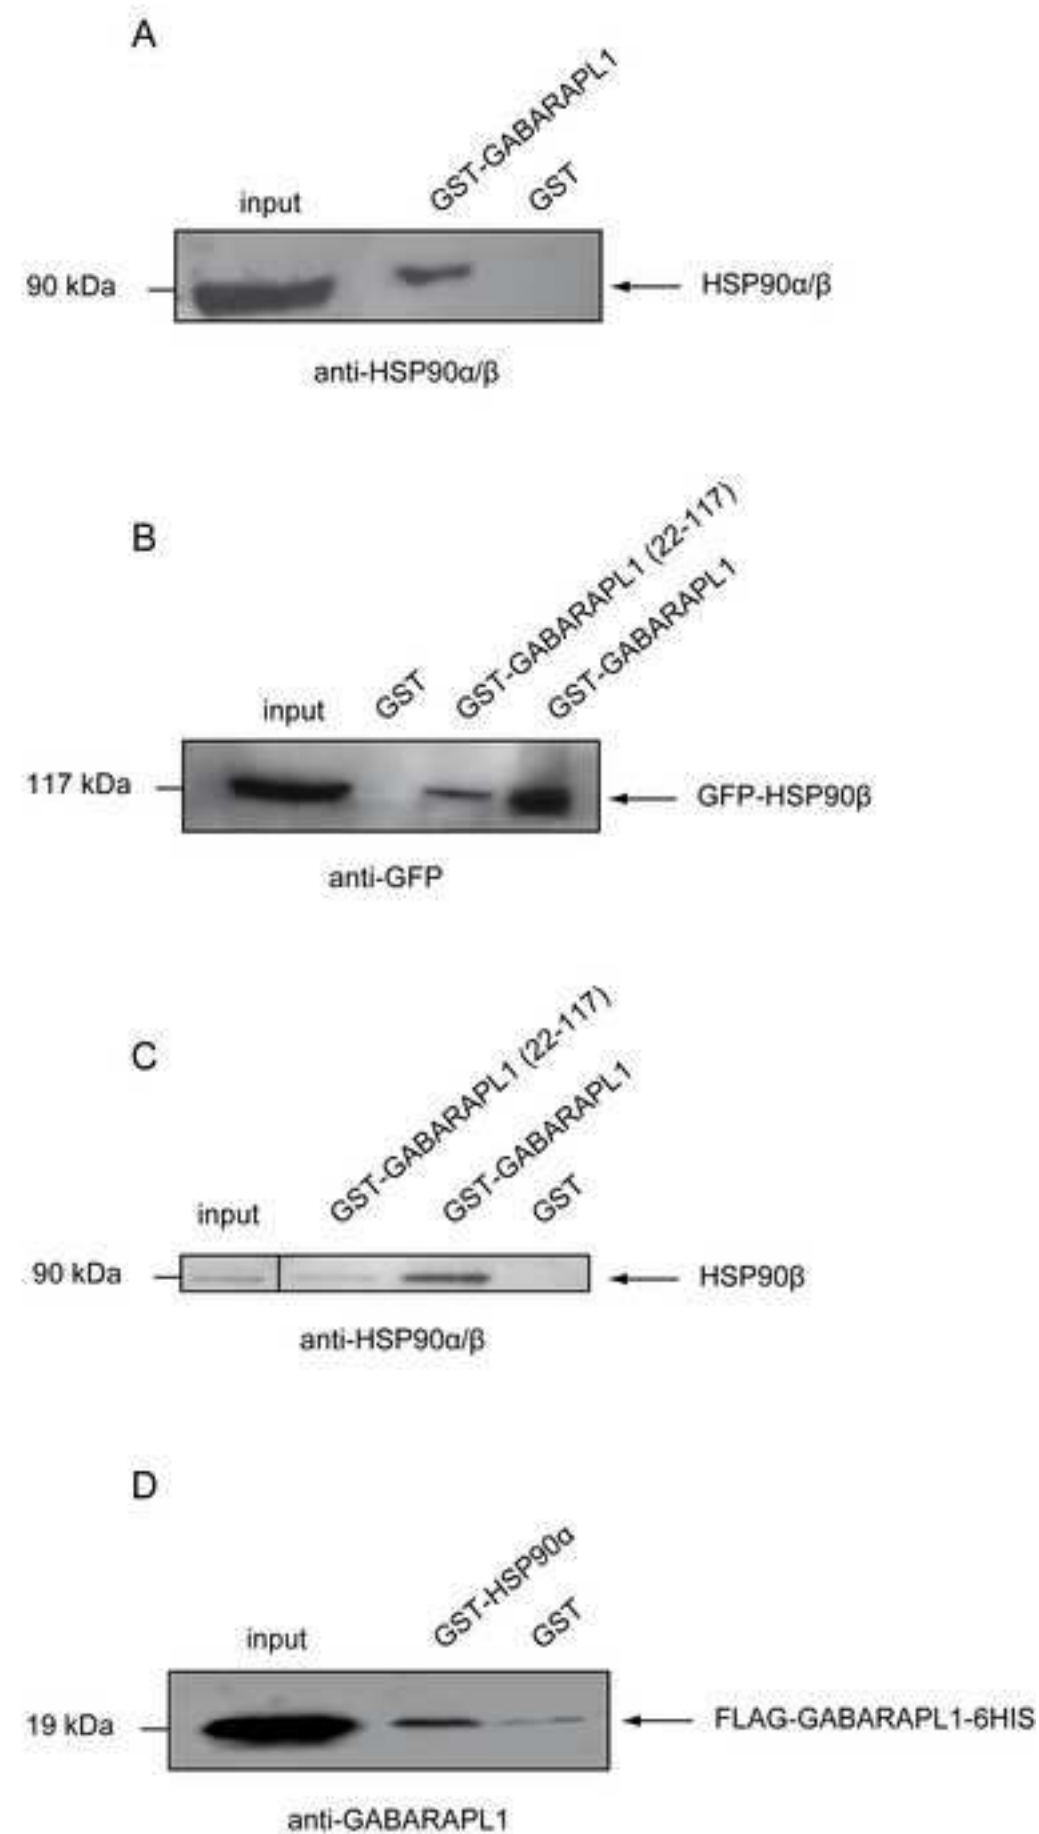 A
GST-GABARAPL1
GST
input
90 kDa
HSP90α/β
anti-HSP90α/β
B
GST-GABARAPL1 (22-117)
GST-GABARAPL1
GST
input
117 kDa
GFP-HSP90β
anti-GFP
C
GST-GABARAPL1 (22-117)
GST-GABARAPL1
GST
input
90 kDa
HSP90β
anti-HSP90α/β
D
GST-HSP90α
GST
input
19 kDa
FLAG-GABARAPL1-6HIS
anti-GABARAPL1